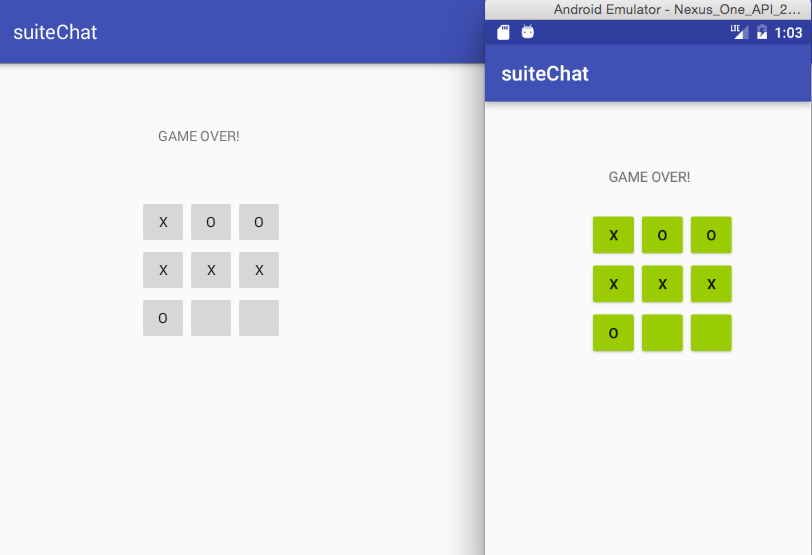 suiteChat
GAME OVER!
X O O
X X X
O
Android Emulator - Nexus_One_API_2...
LTE 1:03
suiteChat
GAME OVER!
X O O
X X X
O